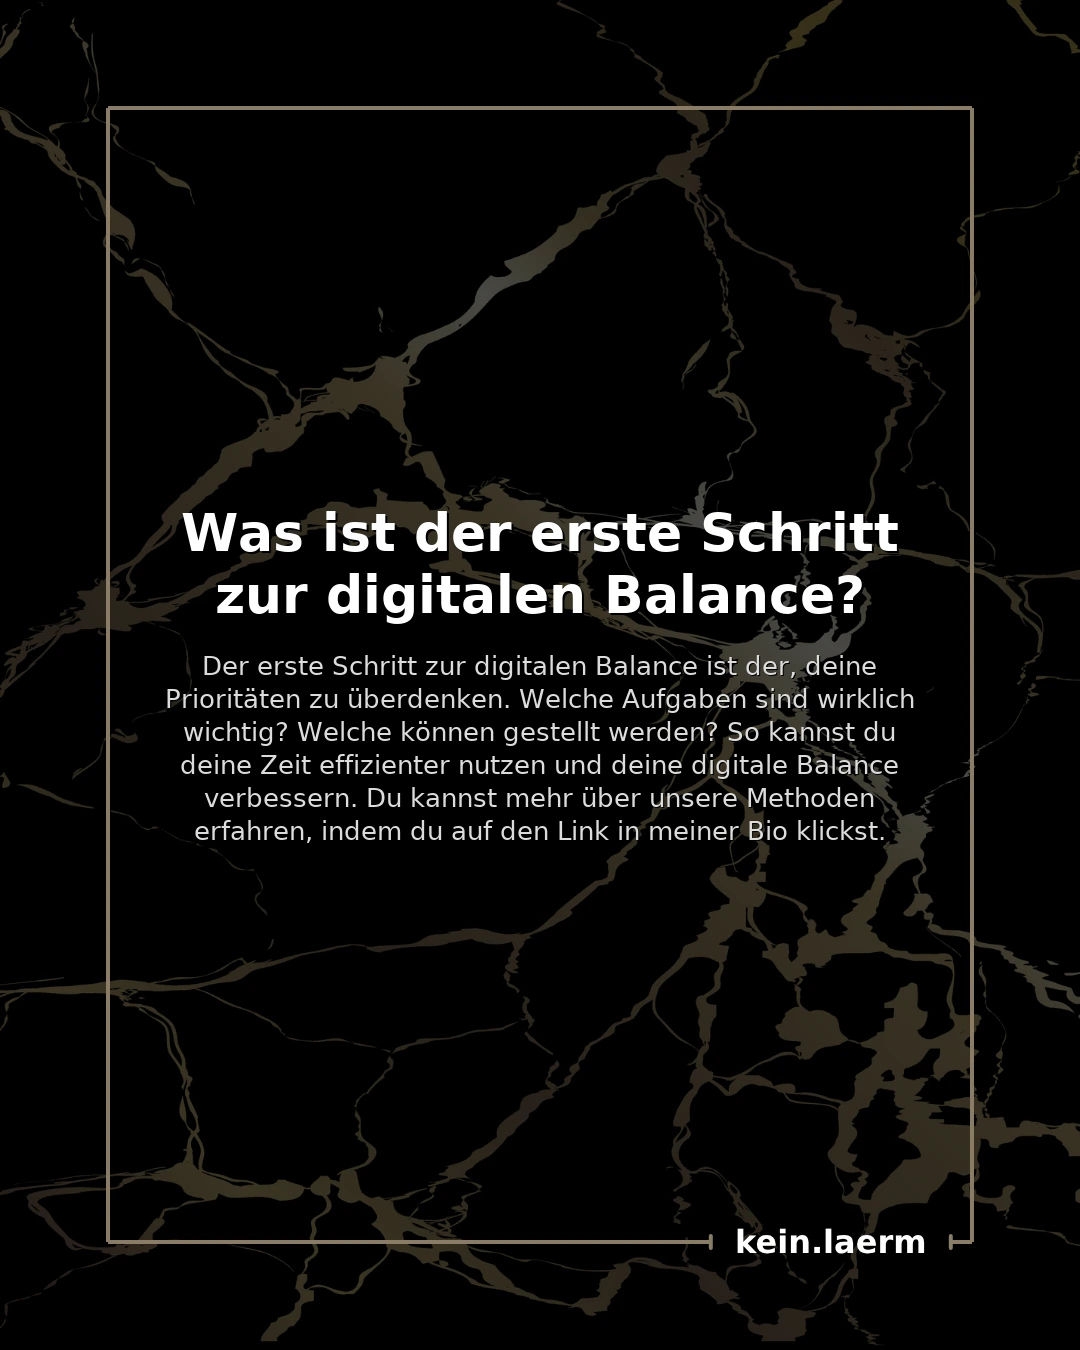 Was ist der erste Schritt
zur digitalen Balance?
Der erste Schritt zur digitalen Balance ist der, deine
Prioritäten zu überdenken. Welche Aufgaben sind wirklich
wichtig? Welche können gestellt werden? So kannst du
deine Zeit effizienter nutzen und deine digitale Balance
verbessern. Du kannst mehr über unsere Methoden
erfahren, indem du auf den Link in meiner Bio klickst.
kein.laerm